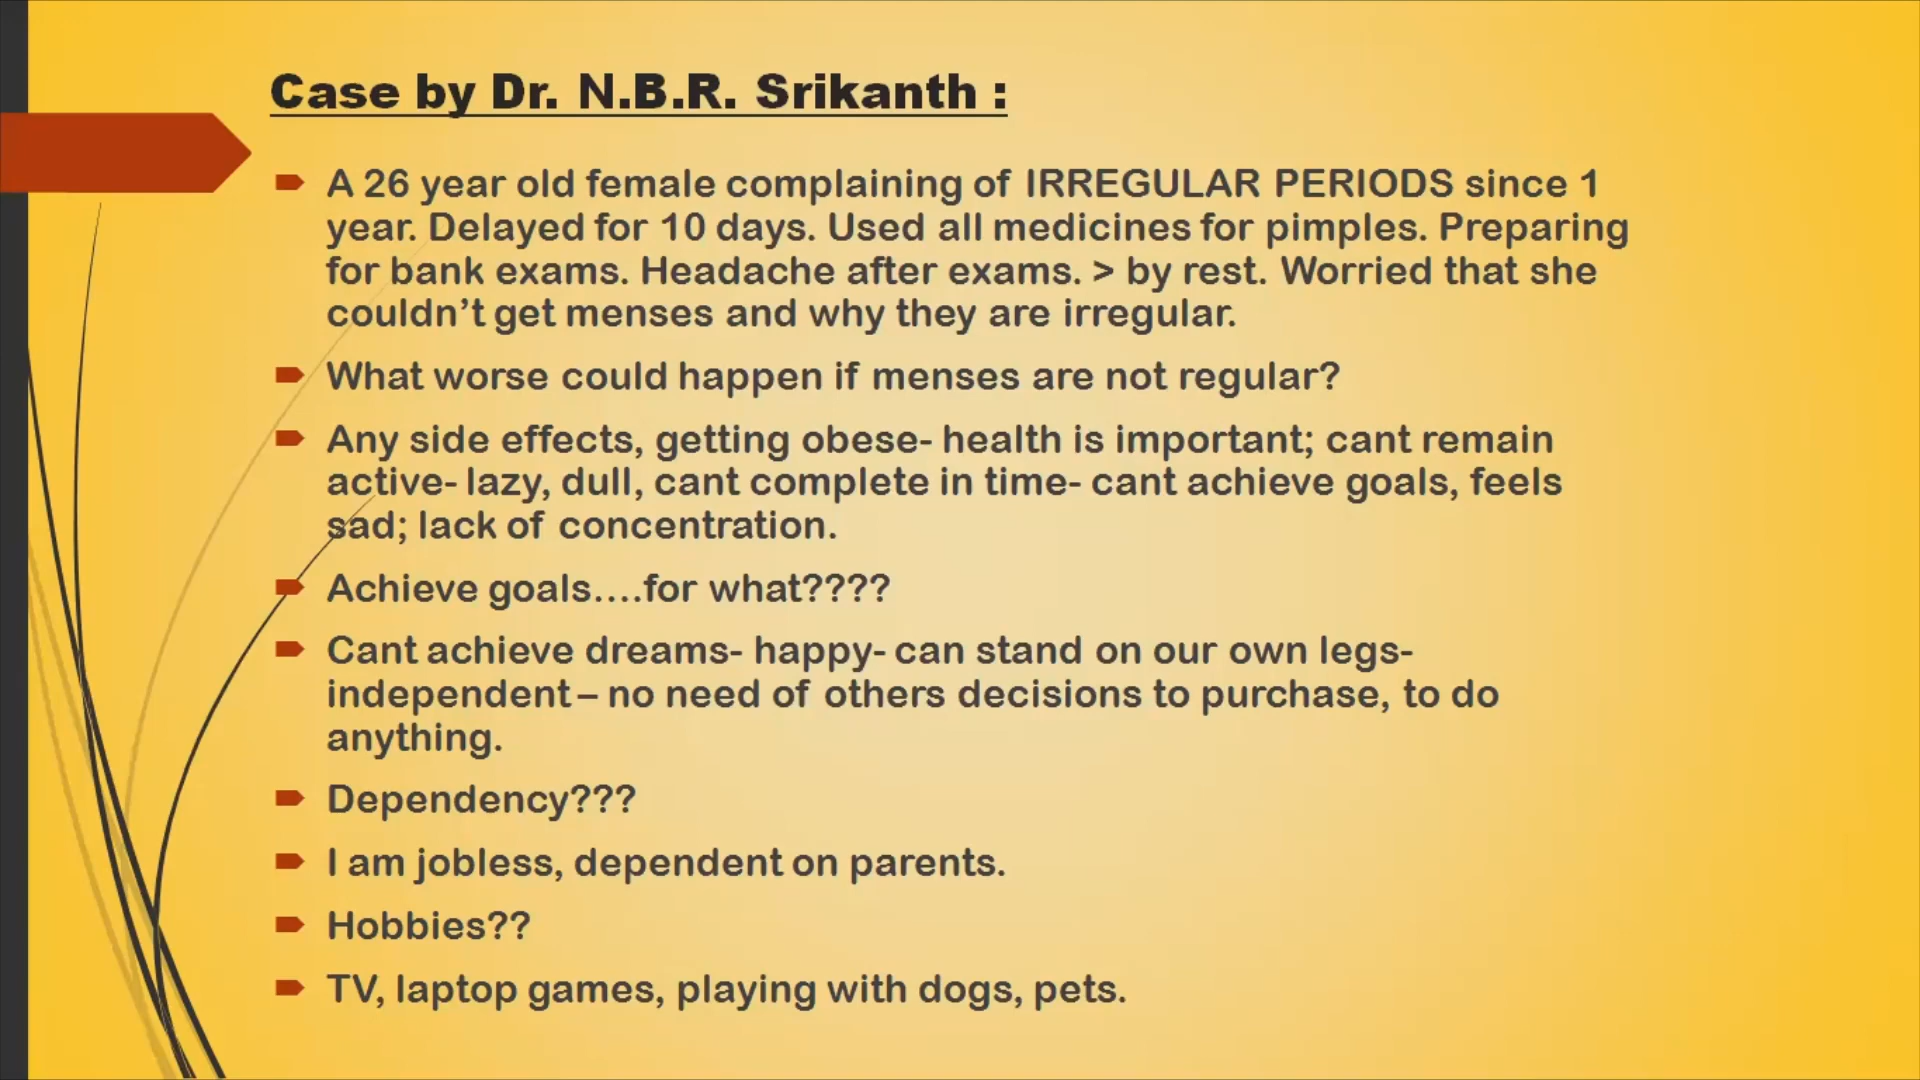 Case by Dr. N.B.R. Srikanth :
A 26 year old female complaining of IRREGULAR PERIODS since 1
year. Delayed for 10 days. Used all medicines for pimples. Preparing
for bank exams. Headache after exams. > by rest. Worried that she
couldn't get menses and why they are irregular.
What worse could happen if menses are not regular?
Any side effects, getting obese- health is important; cant remain
active- lazy, dull, cant complete in time- cant achieve goals, feels
sad; lack of concentration.
Achieve goals....for what????
Cant achieve dreams- happy- can stand on our own legs-
independent – no need of others decisions to purchase, to do
anything.
Dependency???
I am jobless, dependent on parents.
Hobbies??
TV, laptop games, playing with dogs, pets.